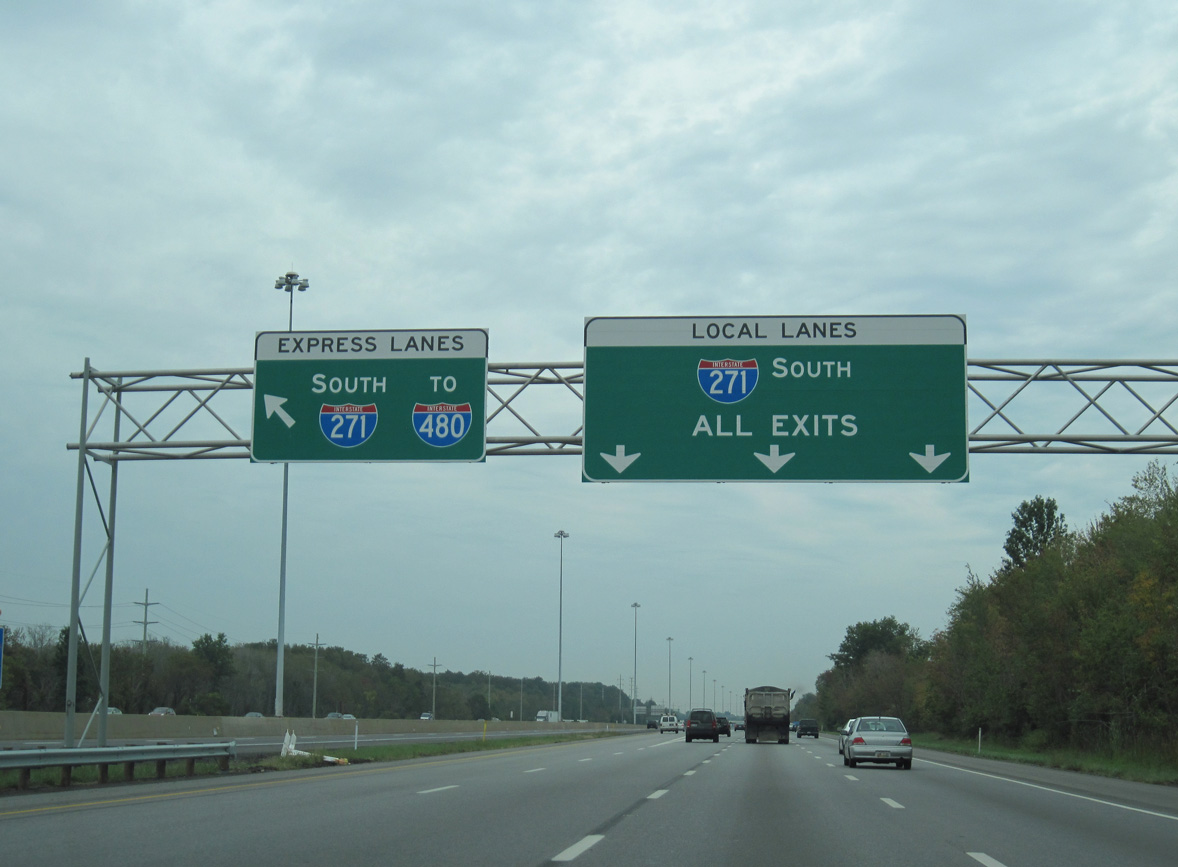 EXPRESS LANES
SOUTH TO
INTERSTATE 271 INTERSTATE 480
LOCAL LANES
INTERSTATE 271 SOUTH
ALL EXITS